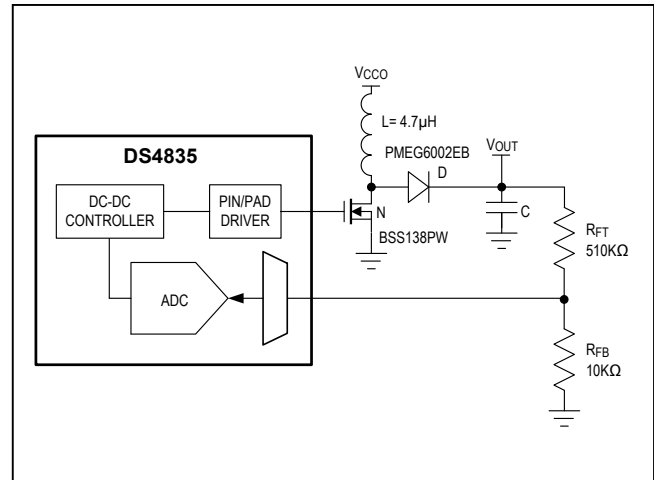 VCCO
L= 4.7μH
DS4835
PMEG6002EB
VOUT
D
DC-DC
CONTROLLER
PIN/PAD
DRIVER
N
C
BSS138PW
RFT
510KΩ
ADC
RFB
10KΩ